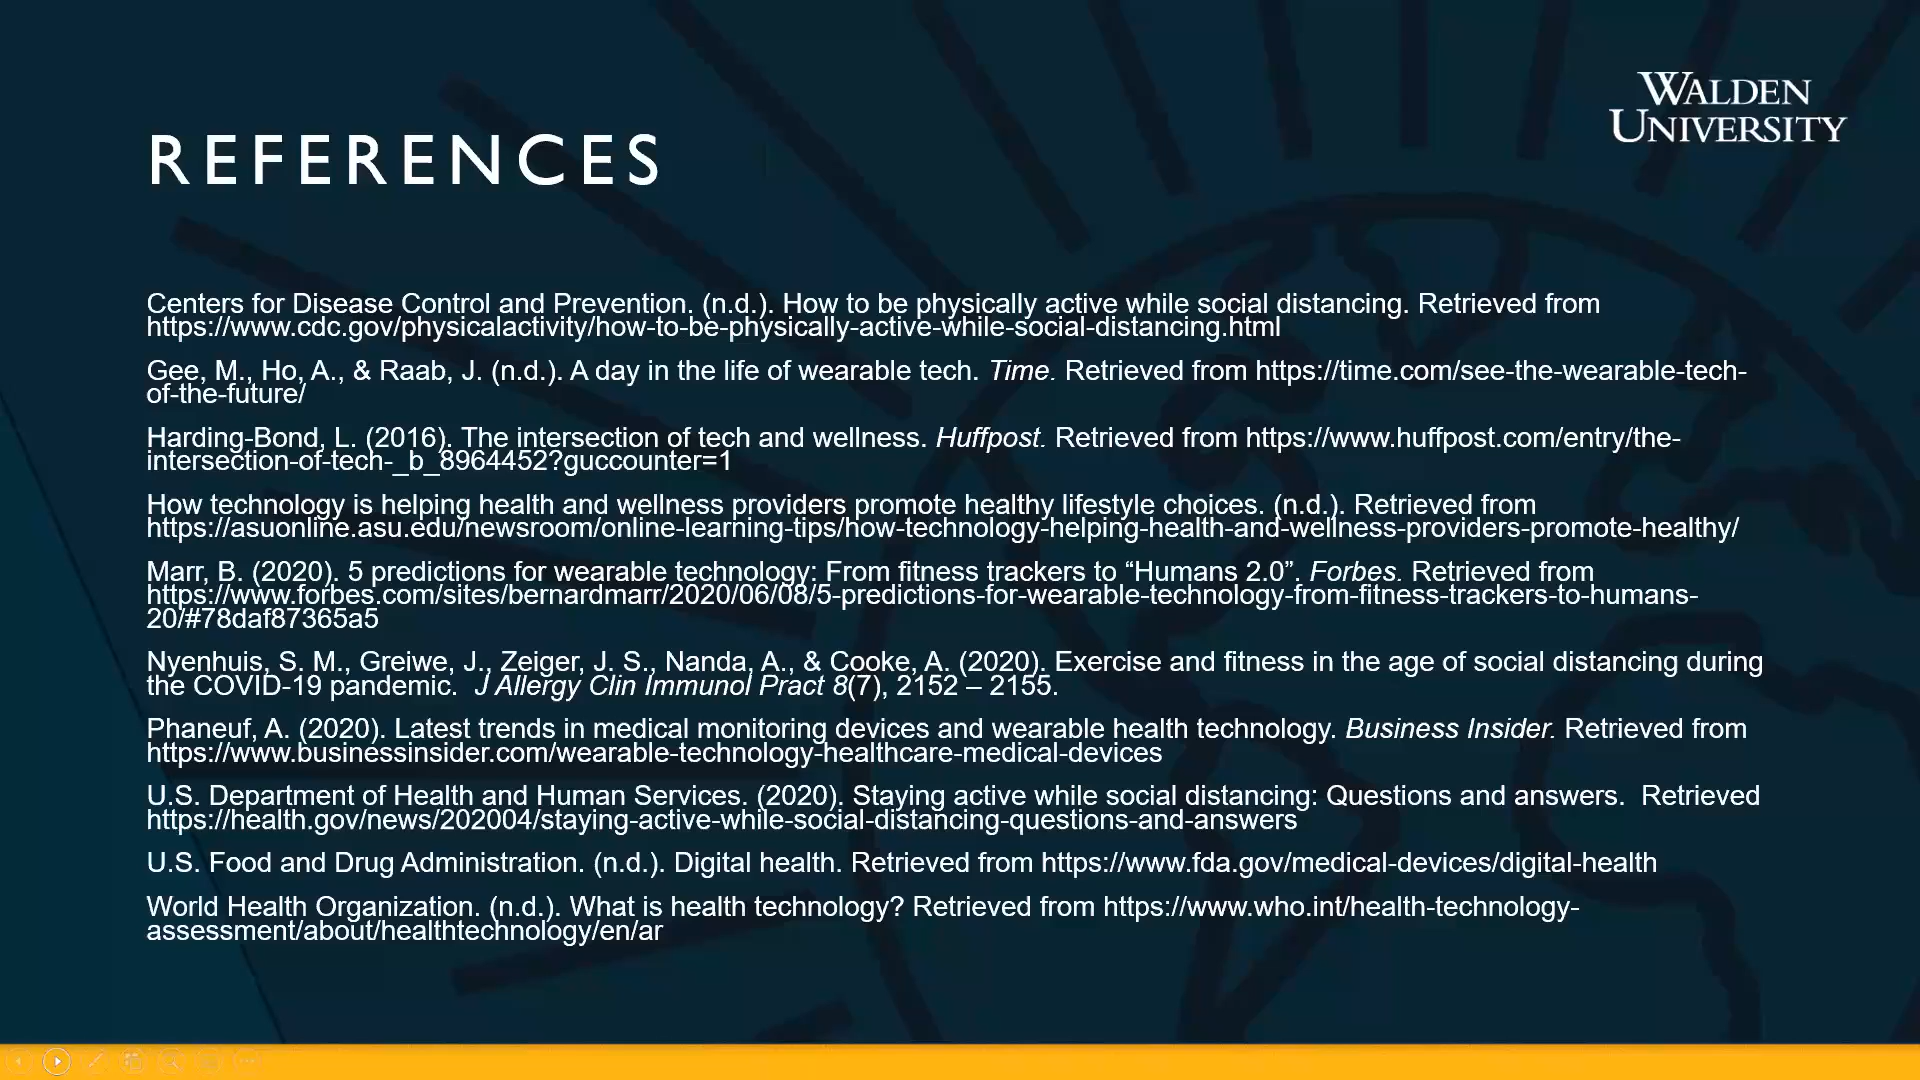 WALDEN
UNIVERSITY
REFERENCES
Centers for Disease Control and Prevention. (n.d.). How to be physically active while social distancing. Retrieved from
https://www.cdc.gov/physicalactivity/how-to-be-physically-active-while-social-distancing.html
Gee, M., Ho, A., & Raab, J. (n.d.). A day in the life of wearable tech. Time. Retrieved from https://time.com/see-the-wearable-tech-
of-the-future/
Harding-Bond, L. (2016). The intersection of tech and wellness. Huffpost. Retrieved from https://www.huffpost.com/entry/the-
intersection-of-tech-_b_8964452?guccounter=1
How technology is helping health and wellness providers promote healthy lifestyle choices. (n.d.). Retrieved from
https://asuonline.asu.edu/newsroom/online-learning-tips/how-technology-helping-health-and-wellness-providers-promote-healthy/
Marr, B. (2020). 5 predictions for wearable technology: From fitness trackers to “Humans 2.0”. Forbes. Retrieved from
https://www.forbes.com/sites/bernardmarr/2020/06/08/5-predictions-for-wearable-technology-from-fitness-trackers-to-humans-
20/#78daf87365a5
Nyenhuis, S. M., Greiwe, J., Zeiger, J. S., Nanda, A., & Cooke, A. (2020). Exercise and fitness in the age of social distancing during
the COVID-19 pandemic.  J Allergy Clin Immunol Pract 8(7), 2152 – 2155.
Phaneuf, A. (2020). Latest trends in medical monitoring devices and wearable health technology. Business Insider. Retrieved from
https://www.businessinsider.com/wearable-technology-healthcare-medical-devices
U.S. Department of Health and Human Services. (2020). Staying active while social distancing: Questions and answers.  Retrieved
https://health.gov/news/202004/staying-active-while-social-distancing-questions-and-answers
U.S. Food and Drug Administration. (n.d.). Digital health. Retrieved from https://www.fda.gov/medical-devices/digital-health
World Health Organization. (n.d.). What is health technology? Retrieved from https://www.who.int/health-technology-
assessment/about/healthtechnology/en/ar